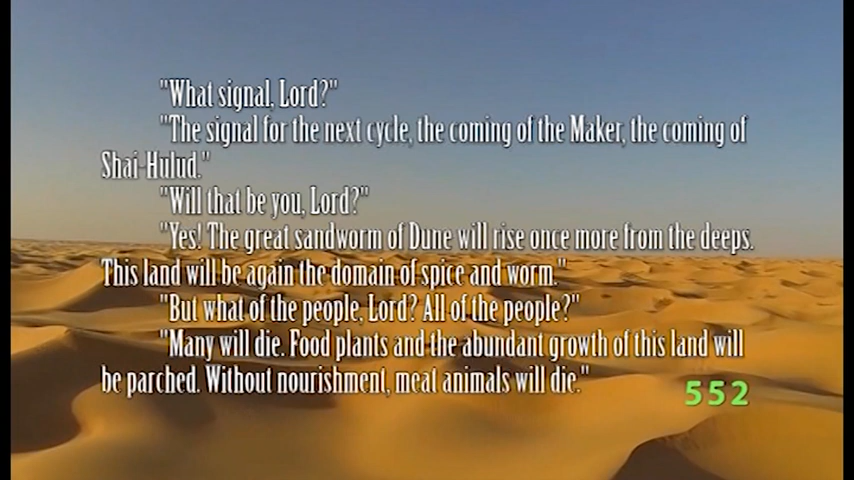 "What signal, Lord?"
"The signal for the next cycle, the coming of the Maker, the coming of
Shai-Hulud."
"Will that be you, Lord?"
"Yes! The great sandworm of Dune will rise once more from the deeps.
This land will be again the domain of spice and worm."
"But what of the people, Lord? All of the people?"
"Many will die. Food plants and the abundant growth of this land will
be parched. Without nourishment, meat animals will die."
552